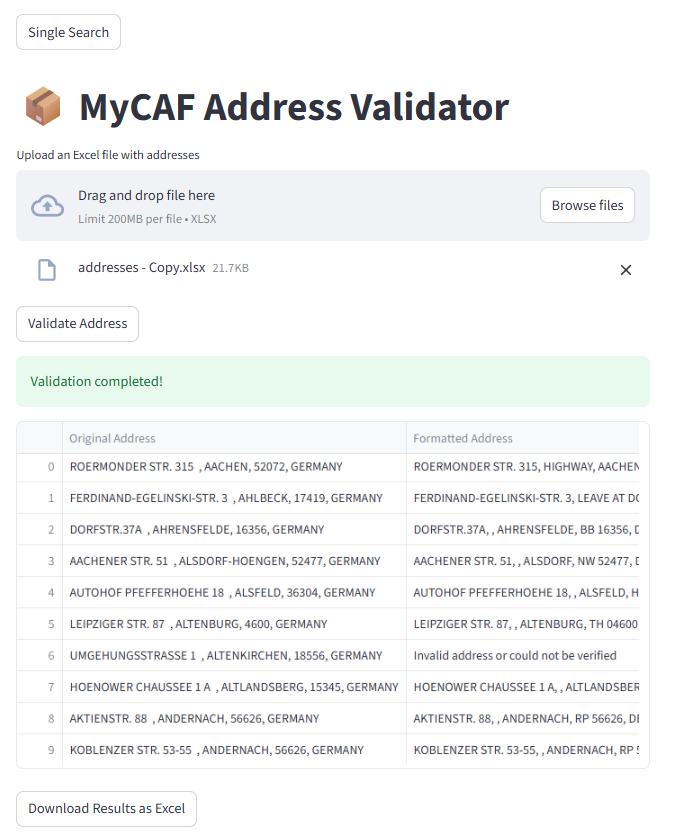 Single Search
MyCAF Address Validator
Upload an Excel file with addresses
Drag and drop file here
Limit 200MB per file • XLSX
Browse files
addresses - Copy.xlsx 21.7KB
Validate Address
Validation completed!
Original Address Formatted Address
0 ROERMONDER STR. 315 , AACHEN, 52072, GERMANY ROERMONDER STR. 315, HIGHWAY, AACHEN
1 FERDINAND-EGELINSKI-STR. 3 , AHLBECK, 17419, GERMANY FERDINAND-EGELINSKI-STR. 3, LEAVE AT
2 DORFSTR.37A , AHRENSFELDE, 16356, GERMANY DORFSTR.37A, , AHRENSFELDE, BB 16356,
3 AACHENER STR. 51 , ALSDORF-HOENGEN, 52477, GERMANY AACHENER STR. 51, , ALSDORF, NW 52477,
4 AUTOHOF PFEFFERHOEHE 18 , ALSFELD, 36304, GERMANY AUTOHOF PFEFFERHOEHE 18, , ALSFELD,
5 LEIPZIGER STR. 87 , ALTENBURG, 4600, GERMANY LEIPZIGER STR. 87, , ALTENBURG, TH 04600,
6 UMGEHUNGSSTRASSE 1 , ALTENKIRCHEN, 18556, GERMANY Invalid address or could not be verified
7 HOENOWER CHAUSSEE 1 A , ALTLANDSBERG, 15345, GERMANY HOENOWER CHAUSSEE 1 A, , ALTLANDSBER
8 AKTIENSTR. 88 , ANDERNACH, 56626, GERMANY AKTIENSTR. 88, , ANDERNACH, RP 56626,
9 KOBLENZER STR. 53-55 , ANDERNACH, 56626, GERMANY KOBLENZER STR. 53-55, , ANDERNACH, RP
Download Results as Excel